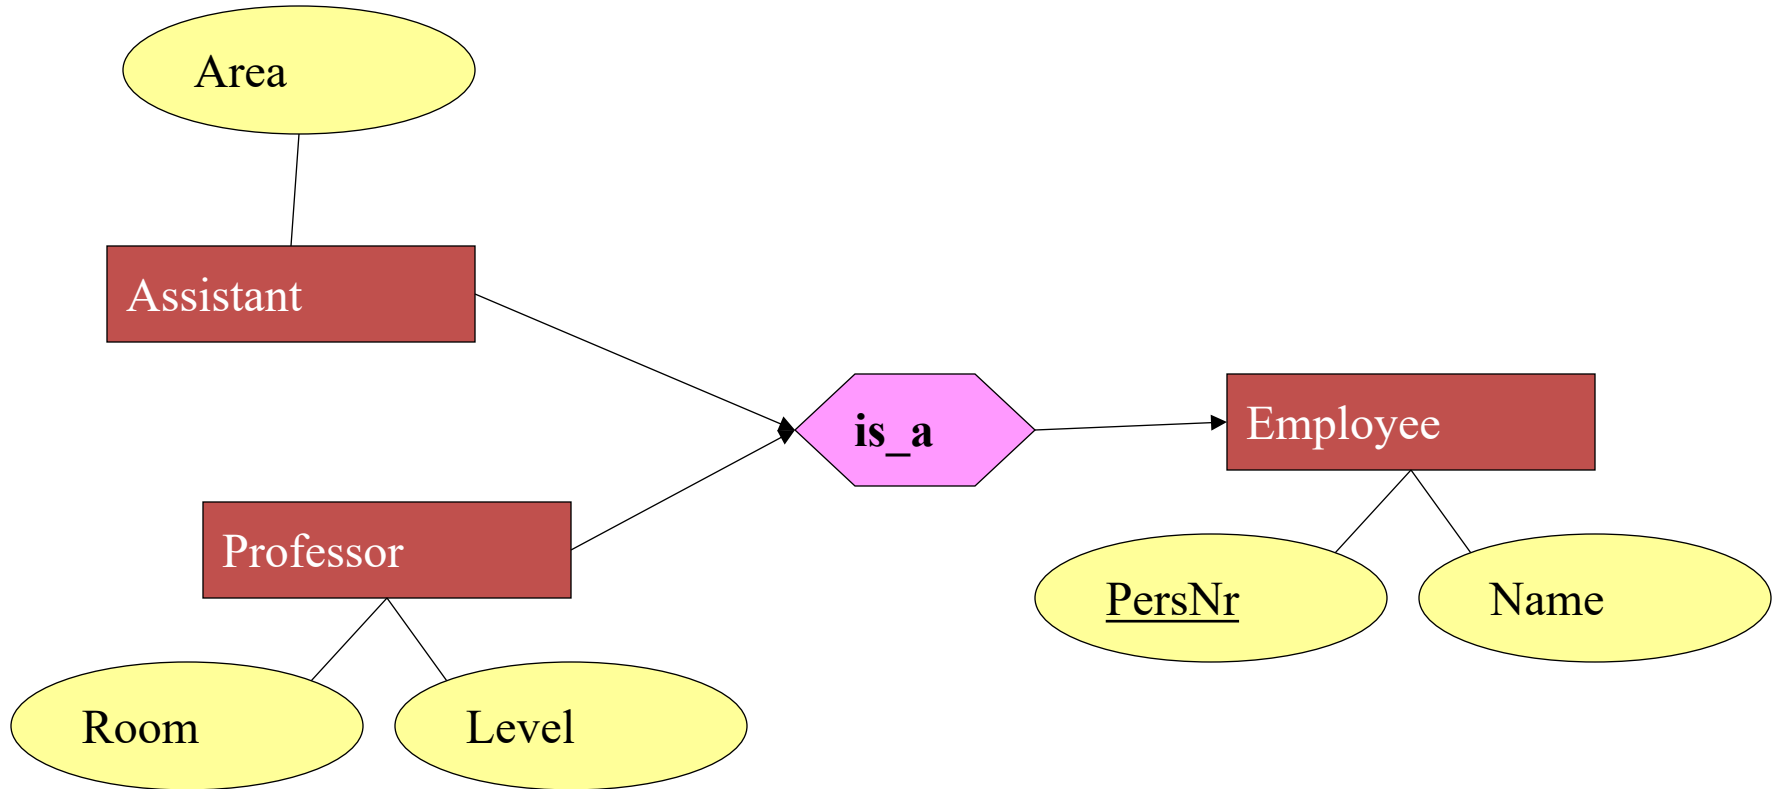 Area
Assistant
is_a
Employee
Professor
PersNr
Name
Room
Level